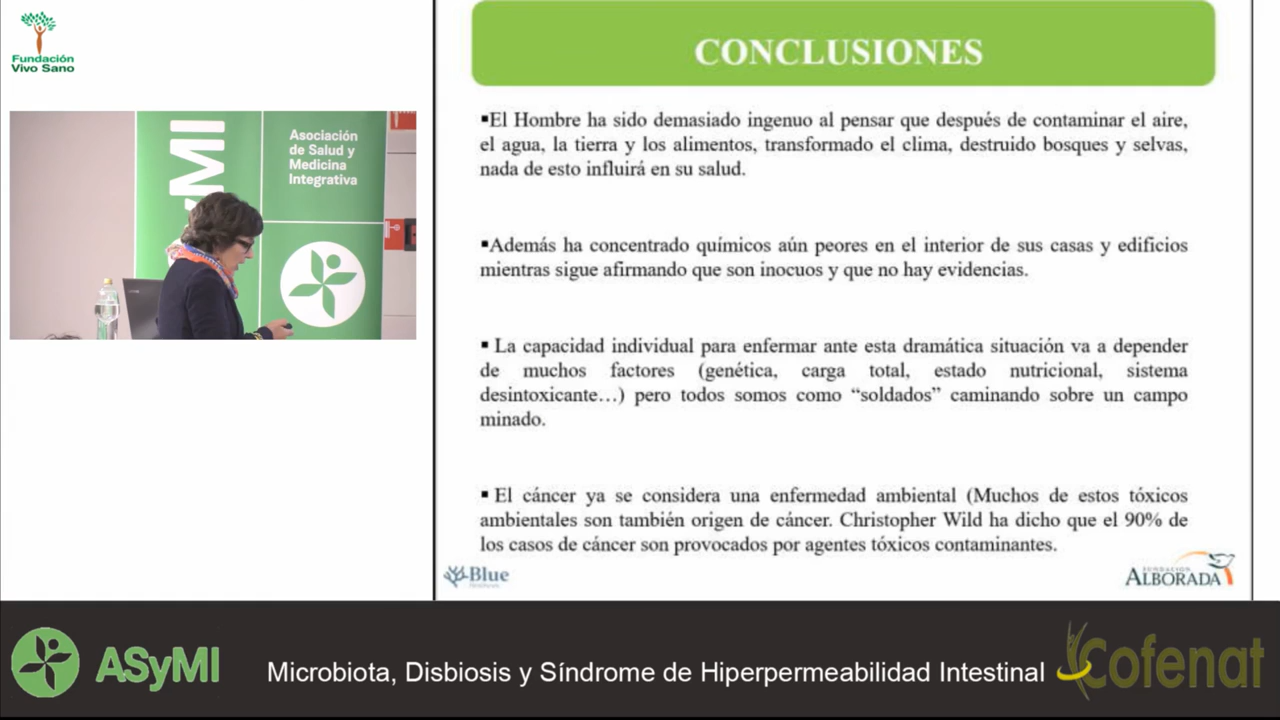 Fundación
Vivo Sano
Asociación
de Salud y
Medicina
Integrativa
CONCLUSIONES
▪El Hombre ha sido demasiado ingenuo al pensar que después de contaminar el aire,
el agua, la tierra y los alimentos, transformado el clima, destruido bosques y selvas,
nada de esto influirá en su salud.
▪Además ha concentrado químicos aún peores en el interior de sus casas y edificios
mientras sigue afirmando que son inocuos y que no hay evidencias.
▪ La capacidad individual para enfermar ante esta dramática situación va a depender
de muchos factores (genética, carga total, estado nutricional, sistema
desintoxicante…) pero todos somos como “soldados” caminando sobre un campo
minado.
▪ El cáncer ya se considera una enfermedad ambiental (Muchos de estos tóxicos
ambientales son también origen de cáncer. Christopher Wild ha dicho que el 90% de
los casos de cáncer son provocados por agentes tóxicos contaminantes.
Blue
FUNDACIÓN
ALBORADA
ASyMI
Microbiota, Disbiosis y Síndrome de Hiperpermeabilidad Intestinal
Cofenat